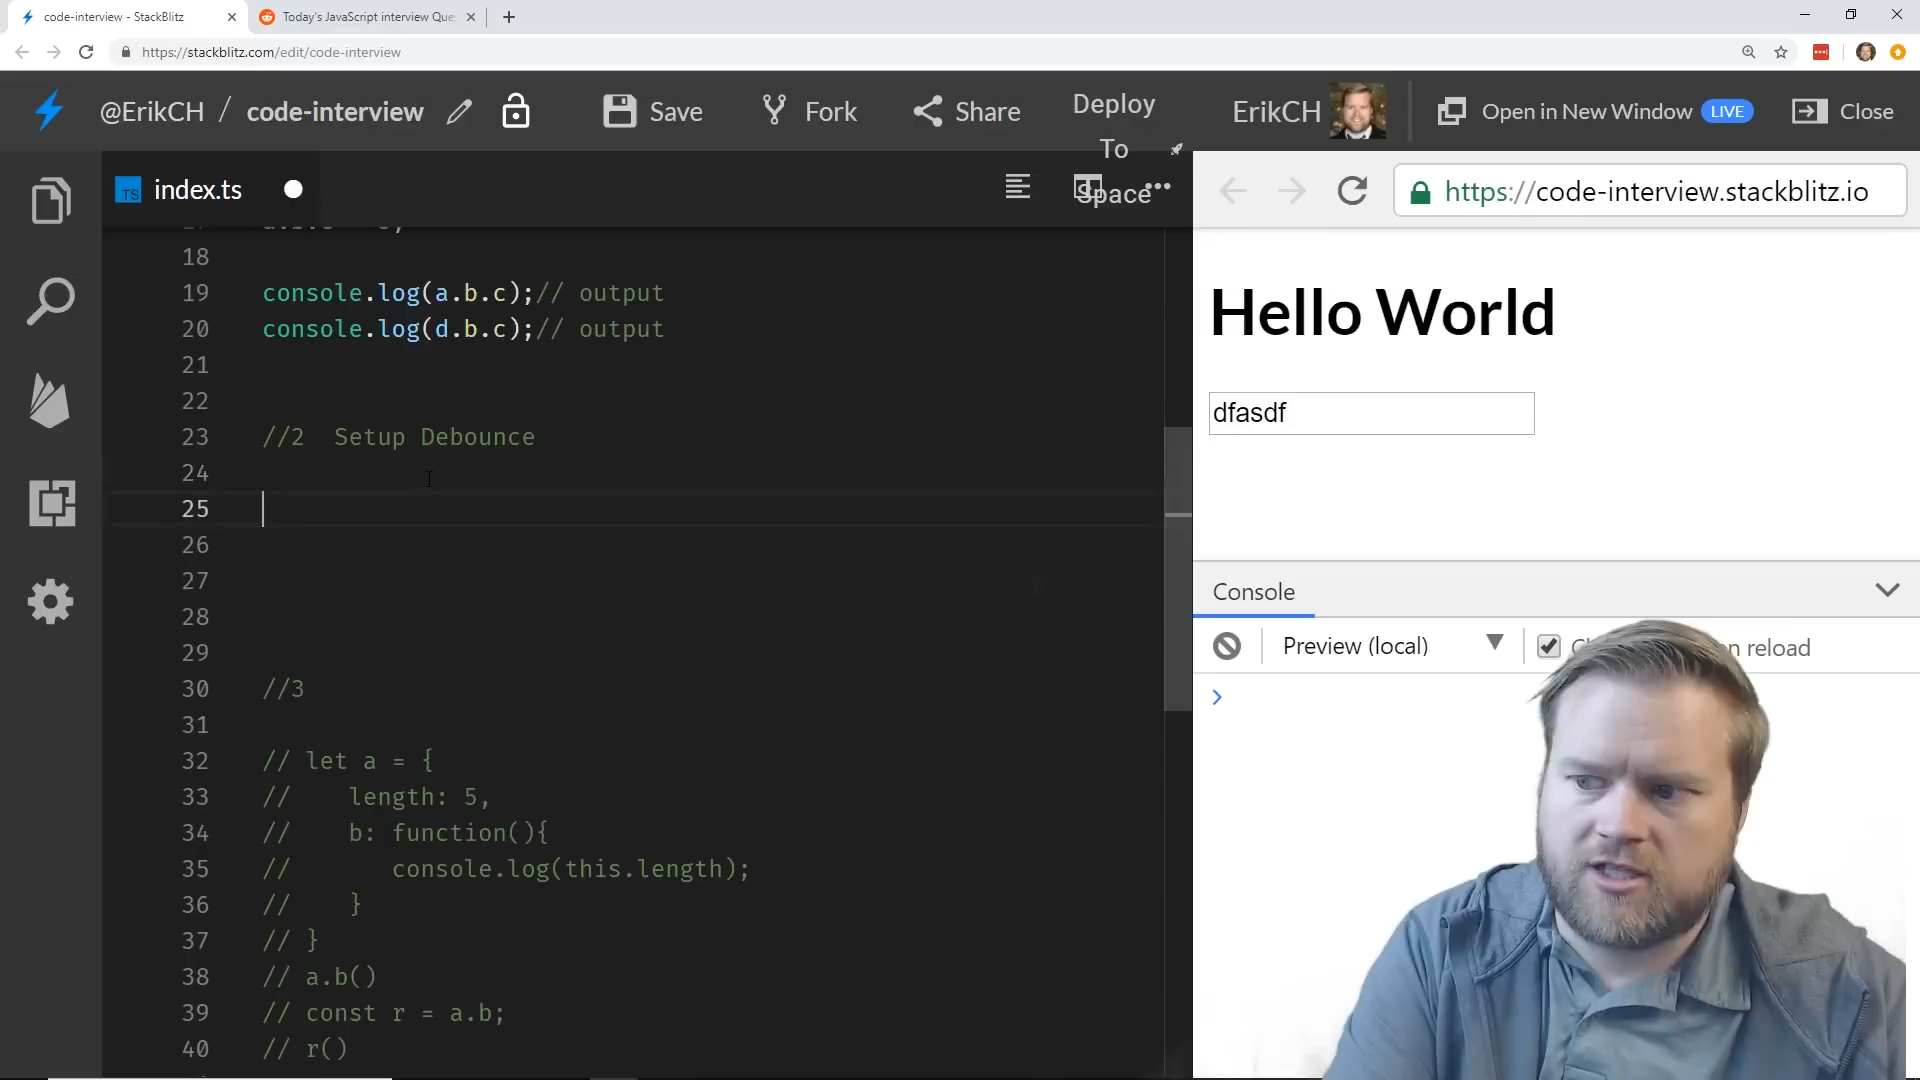 code-interview - StackBlitz
Today's JavaScript interview Que
https://stackblitz.com/edit/code-interview
@ErikCH / code-interview
Save
Fork
Share
Deploy
To
Space
ErikCH
Open in New Window LIVE
Close
TS index.ts
https://code-interview.stackblitz.io
18
19 console.log(a.b.c);// output
20 console.log(d.b.c);// output
21
22
23 //2 Setup Debounce
24
25
26
27
28
29
30 //3
31
32 // let a = {
33 // length: 5,
34 // b: function(){
35 // console.log(this.length);
36 // }
37 // }
38 // a.b()
39 // const r = a.b;
40 // r()
Hello World
dfasdf
Console
Preview (local)
reload
>